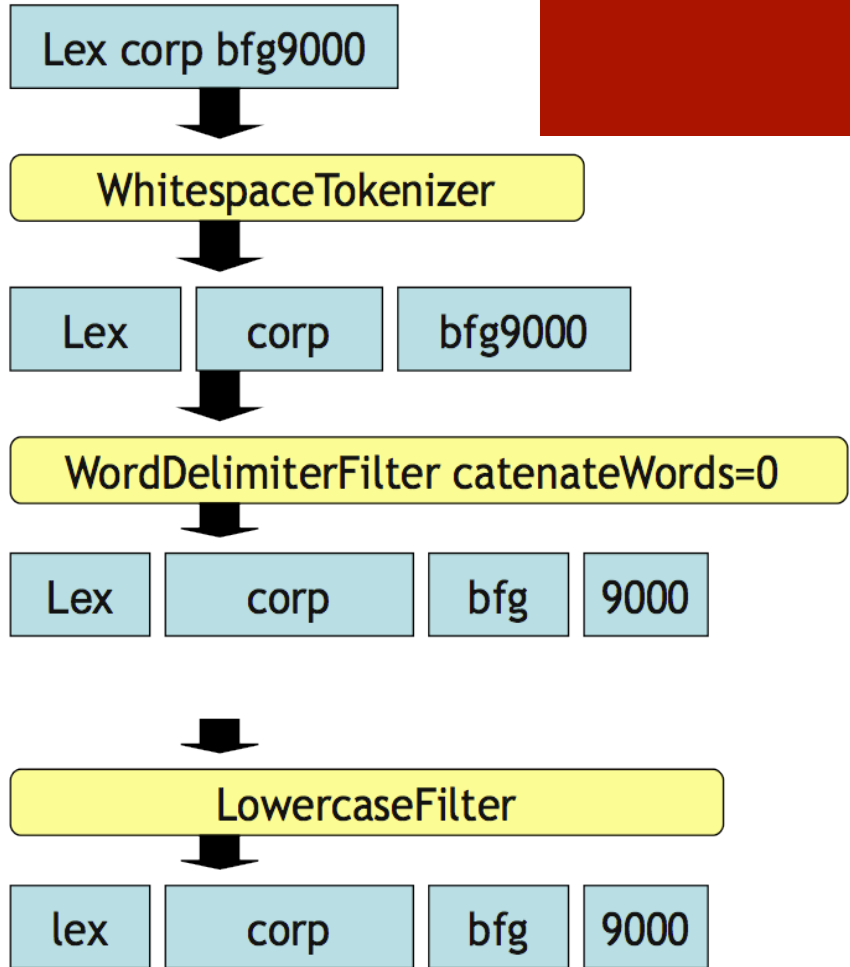 Lex corp bfg9000
WhitespaceTokenizer
Lex corp bfg9000
WordDelimiterFilter catenateWords=0
Lex corp bfg 9000
LowercaseFilter
lex corp bfg 9000